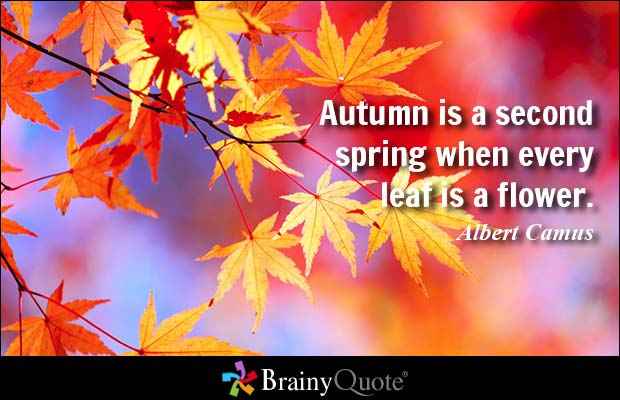 Autumn is a second
spring when every
leaf is a flower.
Albert Camus
BrainyQuote®